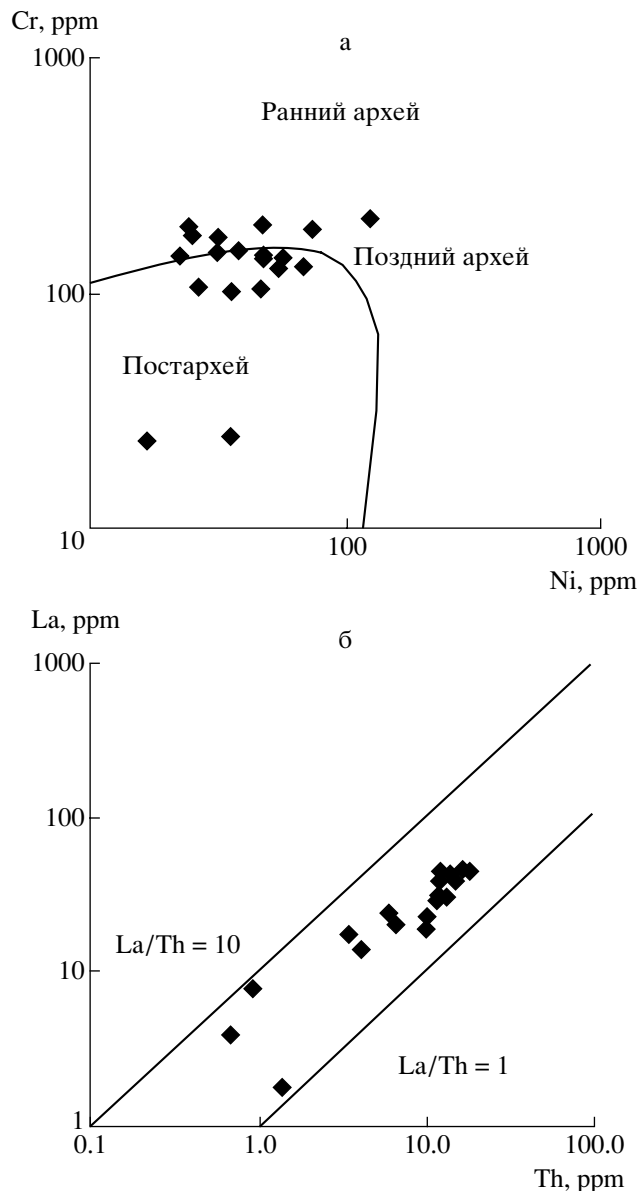 Cr, ppm
а
1000
Ранний архей
Поздний архей
100
Постархей
10
100
1000
Ni, ppm
La, ppm
б
1000
100
La/Th = 10
10
La/Th = 1
1
0.1
1.0
10.0
100.0
Th, ppm